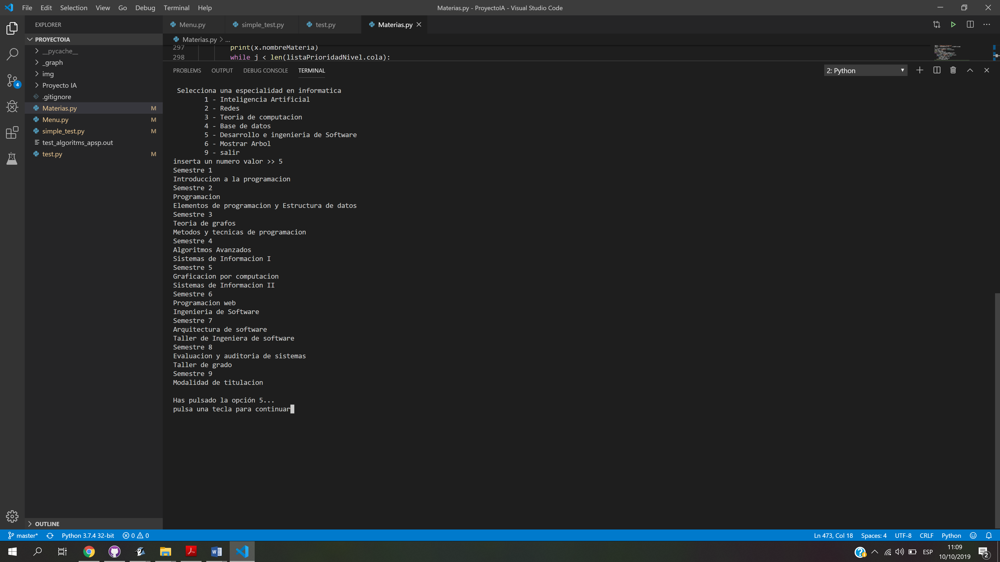 File Edit Selection View Go Debug Terminal Help
Materias.py - ProyectoIA - Visual Studio Code
EXPLORER
Menu.py
simple_test.py
test.py
Materias.py
PROYECTOIA
__pycache__
_graph
img
Proyecto IA
.gitignore
Materias.py M
Menu.py M
simple_test.py M
test_algoritms_apsp.out
test.py M
4
Materias.py > ...
297 print(x.nombreMateria)
298 while j < len(listaPrioridadNivel.cola):
PROBLEMS OUTPUT DEBUG CONSOLE TERMINAL
2: Python
Selecciona una especialidad en informatica
1 - Inteligencia Artificial
2 - Redes
3 - Teoria de computacion
4 - Base de datos
5 - Desarrollo e ingenieria de Software
6 - Mostrar Arbol
9 - salir
inserta un numero valor >> 5
Semestre 1
Introduccion a la programacion
Semestre 2
Programacion
Elementos de programacion y Estructura de datos
Semestre 3
Teoria de grafos
Metodos y tecnicas de programacion
Semestre 4
Algoritmos Avanzados
Sistemas de Informacion I
Semestre 5
Graficacion por computacion
Sistemas de Informacion II
Semestre 6
Programacion web
Ingenieria de Software
Semestre 7
Arquitectura de software
Taller de Ingeniera de software
Semestre 8
Evaluacion y auditoria de sistemas
Taller de grado
Semestre 9
Modalidad de titulacion
Has pulsado la opción 5...
pulsa una tecla para continuar
OUTLINE
master* Python 3.7.4 32-bit 0 0
Ln 473, Col 18 Spaces: 4 UTF-8 CRLF Python
ESP
11:09
10/10/2019
2